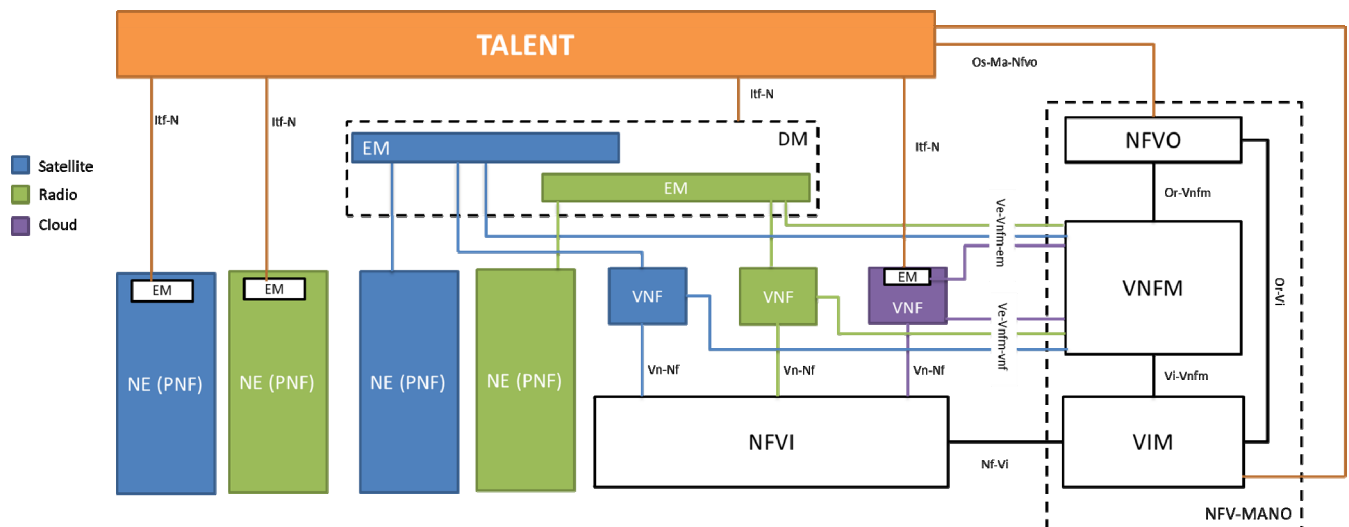 TALENT
Os-Ma-Nfvo
Itf-N
Itf-N
Itf-N
Itf-N
DM
EM
EM
NFVO
Satellite
Radio
Cloud
Or-Vnfm
Ve-Vnfm-em
EM
EM
EM
VNF
VNF
VNF
VNFM
Or-Vi
Ve-Vnfm-vnf
NE (PNF)
NE (PNF)
NE (PNF)
NE (PNF)
Vn-Nf
Vn-Nf
Vn-Nf
Vi-Vnfm
NFVI
VIM
Nf-Vi
NFV-MANO